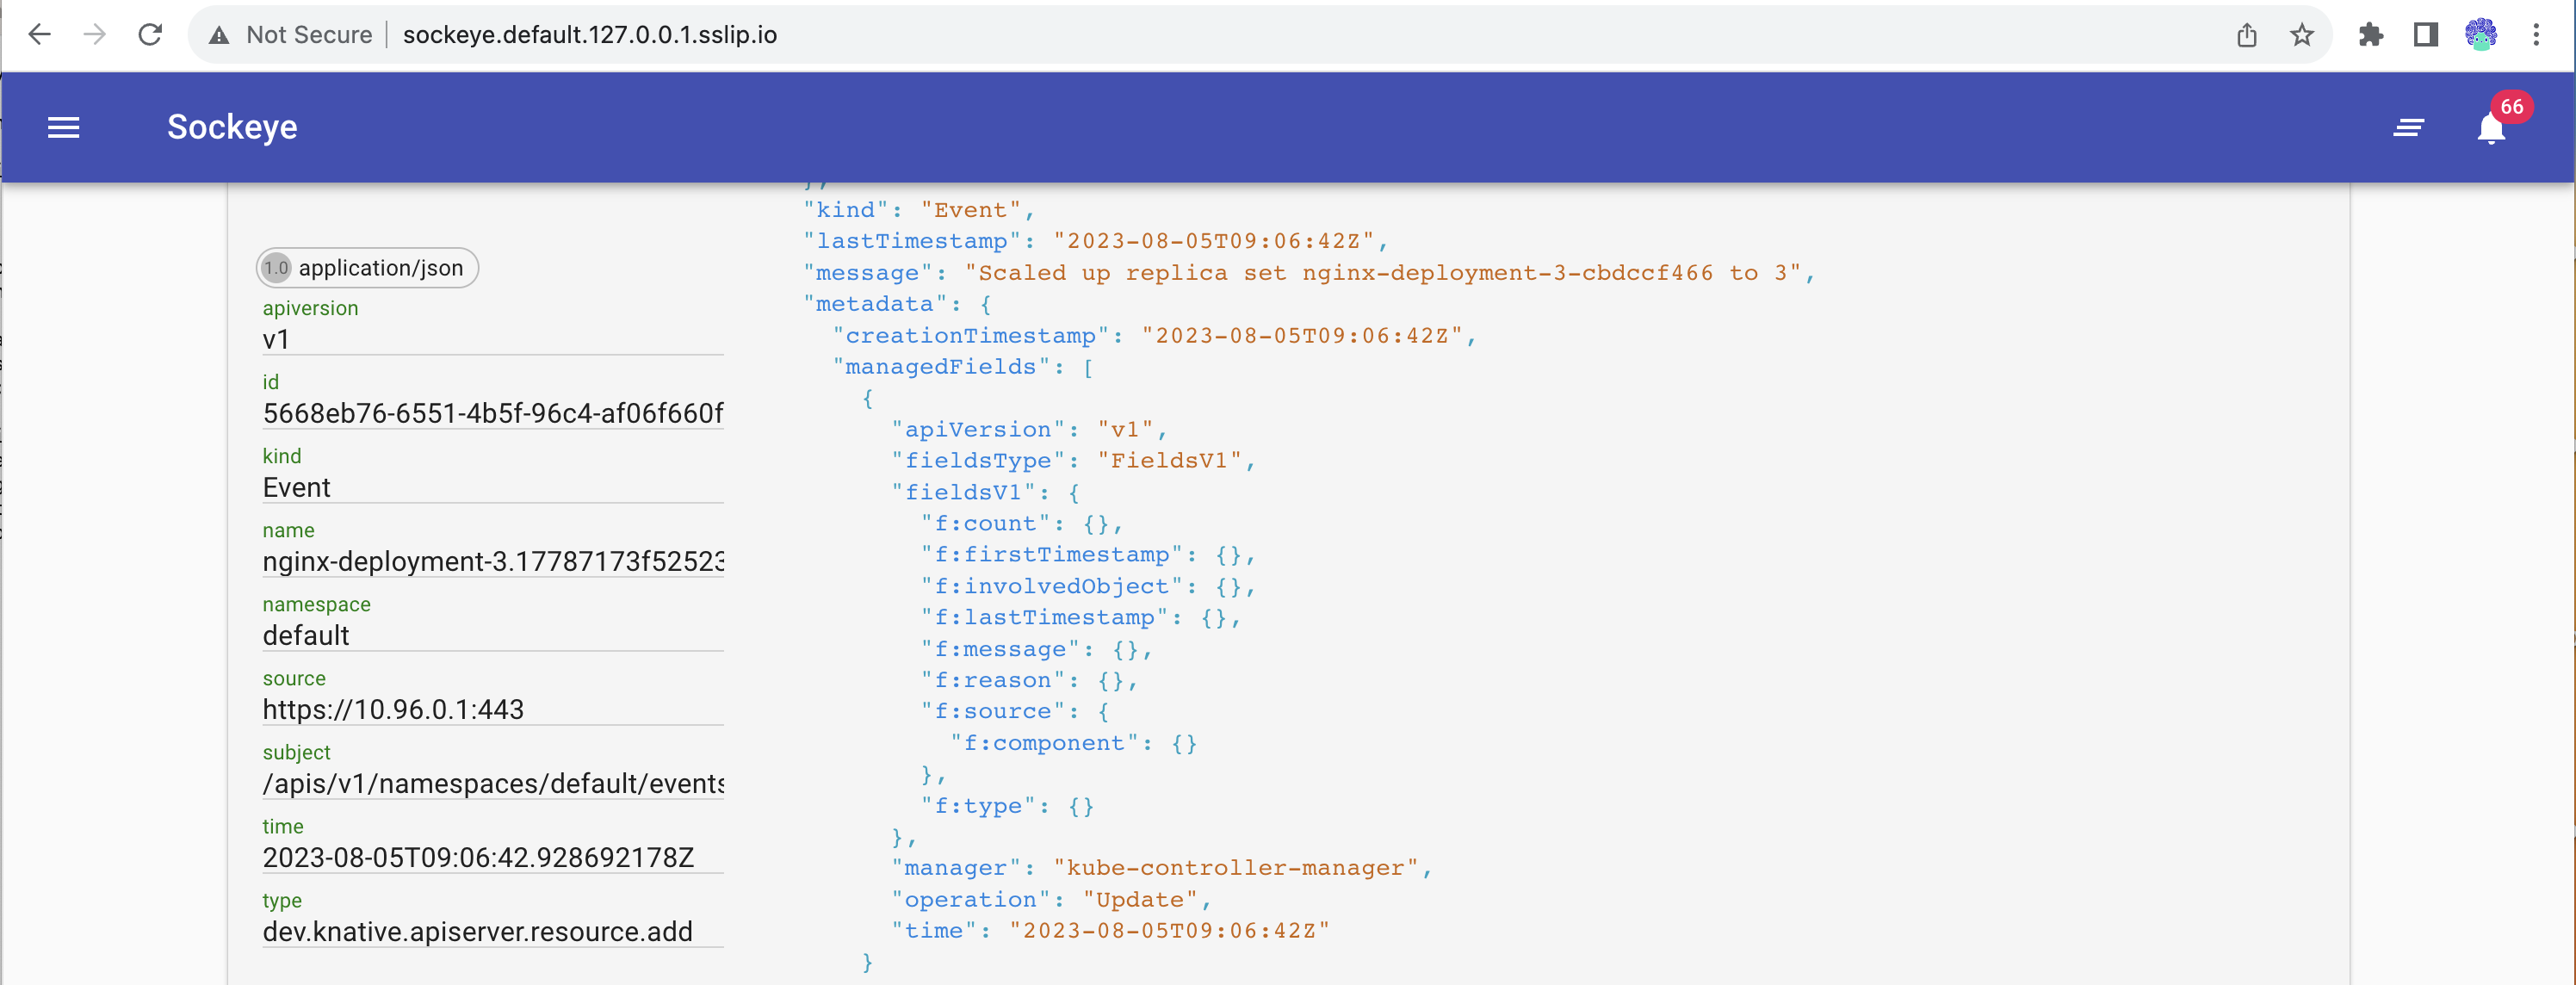 Not Secure | sockeye.default.127.0.0.1.sslip.io
Sockeye
66
1.0 application/json
apiversion
v1
id
5668eb76-6551-4b5f-96c4-af06f660f
kind
Event
name
nginx-deployment-3.17787173f52523
namespace
default
source
https://10.96.0.1:443
subject
/apis/v1/namespaces/default/events
time
2023-08-05T09:06:42.928692178Z
type
dev.knative.apiserver.resource.add
},
"kind": "Event",
"lastTimestamp": "2023-08-05T09:06:42Z",
"message": "Scaled up replica set nginx-deployment-3-cbdccf466 to 3",
"metadata": {
"creationTimestamp": "2023-08-05T09:06:42Z",
"managedFields": [
{
"apiVersion": "v1",
"fieldsType": "FieldsV1",
"fieldsV1": {
"f:count": {},
"f:firstTimestamp": {},
"f:involvedObject": {},
"f:lastTimestamp": {},
"f:message": {},
"f:reason": {},
"f:source": {
"f:component": {}
},
"f:type": {}
},
"manager": "kube-controller-manager",
"operation": "Update",
"time": "2023-08-05T09:06:42Z"
}